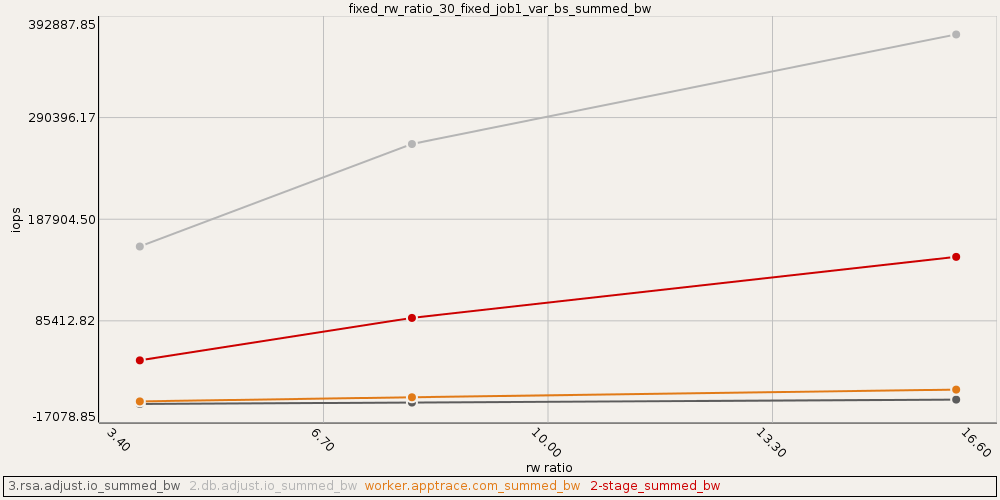 fixed_rw_ratio_30_fixed_job1_var_bs_summed_bw
392887.85
290396.17
187904.50
85412.82
-17078.85
iops
3.40 6.70 10.00 13.30 16.60
rw ratio
3.rsa.adjust.io_summed_bw 2.db.adjust.io_summed_bw worker.apptrace.com_summed_bw 2-stage_summed_bw